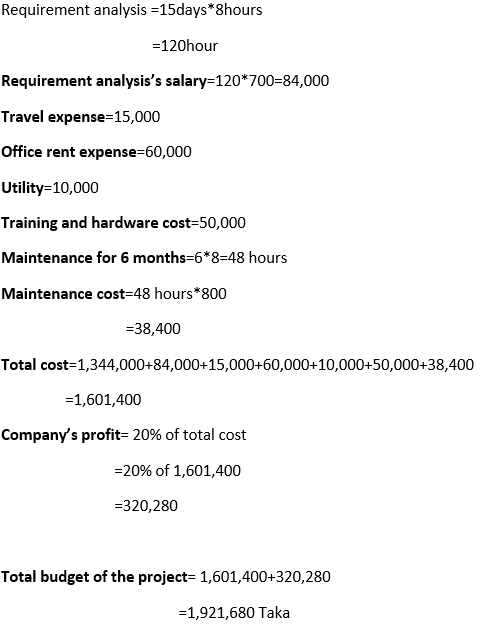 Requirement analysis =15days*8hours
=120hour
Requirement analysis’s salary=120*700=84,000
Travel expense=15,000
Office rent expense=60,000
Utility=10,000
Training and hardware cost=50,000
Maintenance for 6 months=6*8=48 hours
Maintenance cost=48 hours*800
=38,400
Total cost=1,344,000+84,000+15,000+60,000+10,000+50,000+38,400
=1,601,400
Company’s profit= 20% of total cost
=20% of 1,601,400
=320,280
Total budget of the project= 1,601,400+320,280
=1,921,680 Taka